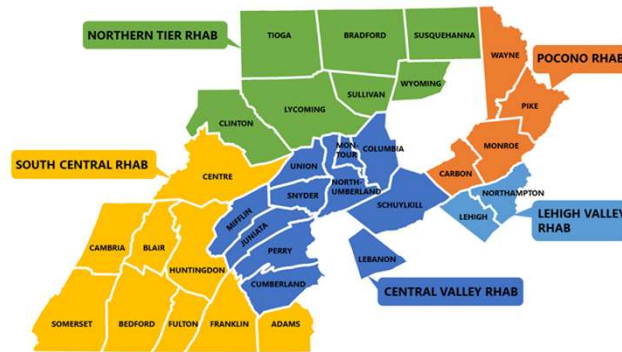 NORTHERN TIER RHAB
TIOGA
BRADFORD
SUSQUEHANNA
WAYNE
POCONO RHAB
WYOMING
SULLIVAN
LYCOMING
PIKE
CLINTON
MON-
TOUR
COLUMBIA
MONROE
SOUTH CENTRAL RHAB
CENTRE
UNION
CARBON
NORTH-
UMBERLAND
SNYDER
NORTHAMPTON
SCHUYLKILL
LEHIGH
LEHIGH VALLEY
RHAB
MIFFLIN
JUNIATA
CAMBRIA
BLAIR
PERRY
LEBANON
HUNTINGDON
CUMBERLAND
CENTRAL VALLEY RHAB
SOMERSET
BEDFORD
FULTON
FRANKLIN
ADAMS